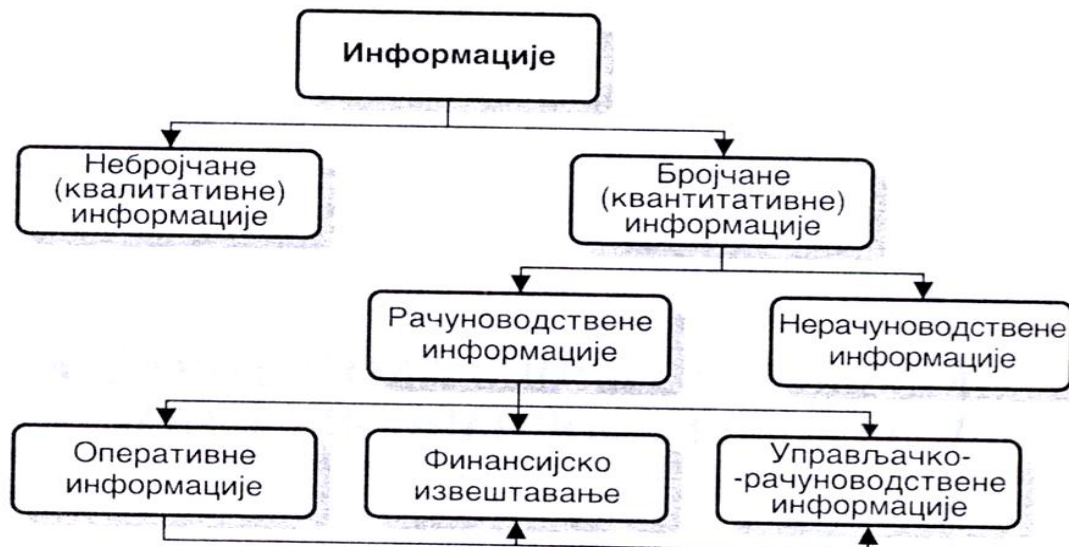 Информације
Небројчане
(квалитативне)
информације
Бројчане
(квантитативне)
информације
Рачуноводствене
информације
Нерачуноводствене
информације
Оперативне
информације
Финансијско
извештавање
Управљачко-
-рачуноводствене
информације